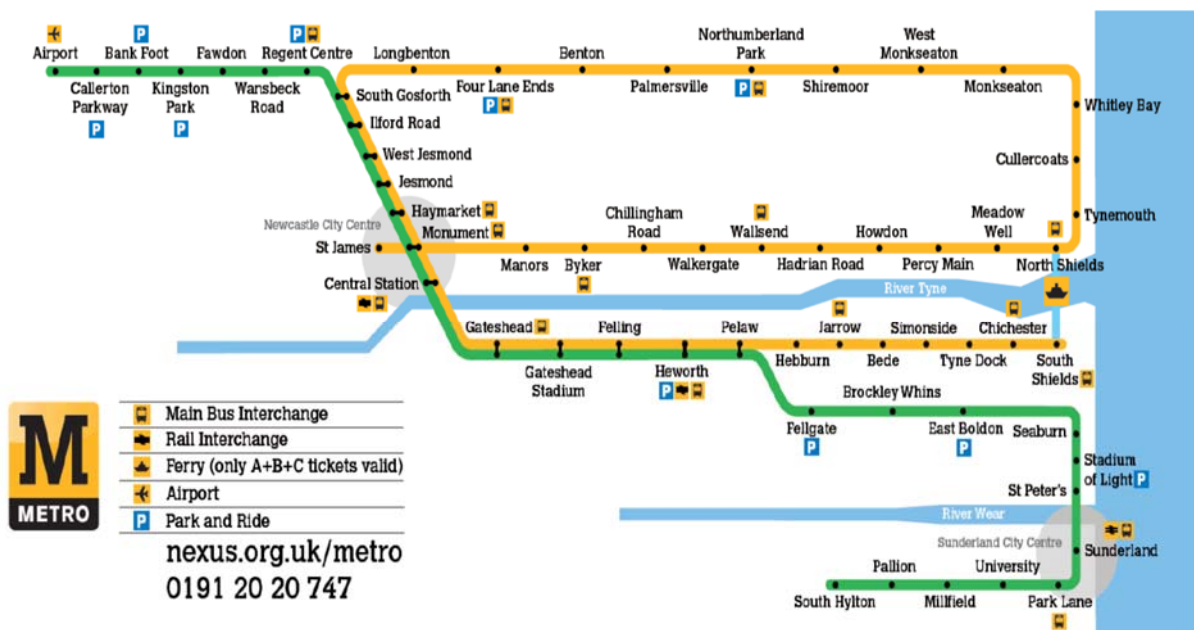 Airport
Bank Foot
Fawdon
Regent Centre
Callerton
Parkway
Kingston
Park
Wansbeck
Road
Longbenton
Four Lane Ends
Benton
Palmersville
Northumberland
Park
Shiremoor
West
Monkseaton
Monkseaton
South Gosforth
Whitley Bay
Ilford Road
West Jesmond
Cullercoats
Jesmond
Haymarket
Newcastle City Centre
Monument
St James
Tynemouth
Manors
Byker
Chillingham
Road
Walkergate
Wallsend
Hadrian Road
Howdon
Percy Main
Meadow
Well
North Shields
Central Station
River Tyne
Gateshead
Gateshead
Stadium
Felling
Heworth
Pelaw
Hebburn
Jarrow
Bede
Simonside
Tyne Dock
Chichester
South
Shields
Fellgate
Brockley Whins
East Boldon
Seaburn
Stadium
of Light
St Peter's
River Wear
Sunderland City Centre
Sunderland
Pallion
University
South Hylton
Millfield
Park Lane
M
METRO
Main Bus Interchange
Rail Interchange
Ferry (only A+B+C tickets valid)
Airport
P Park and Ride
nexus.org.uk/metro
0191 20 20 747